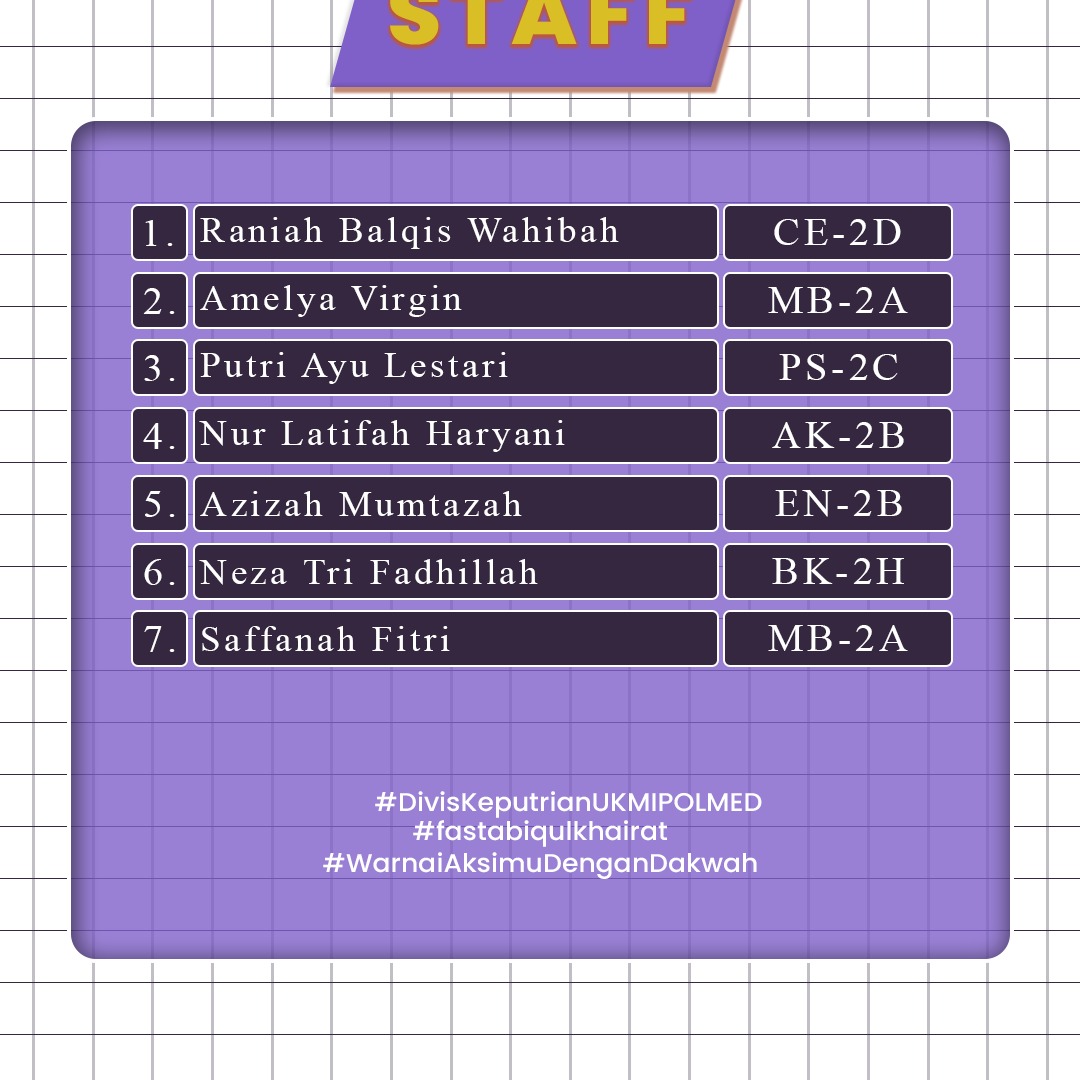 STAFF
1. Raniah Balqis Wahibah CE-2D
2. Amelya Virgin MB-2A
3. Putri Ayu Lestari PS-2C
4. Nur Latifah Haryani AK-2B
5. Azizah Mumtazah EN-2B
6. Neza Tri Fadhillah BK-2H
7. Saffanah Fitri MB-2A
#DivisKeputrianUKMIPOLMED
#fastabiqulkhairat
#WarnaiAksimuDenganDakwah